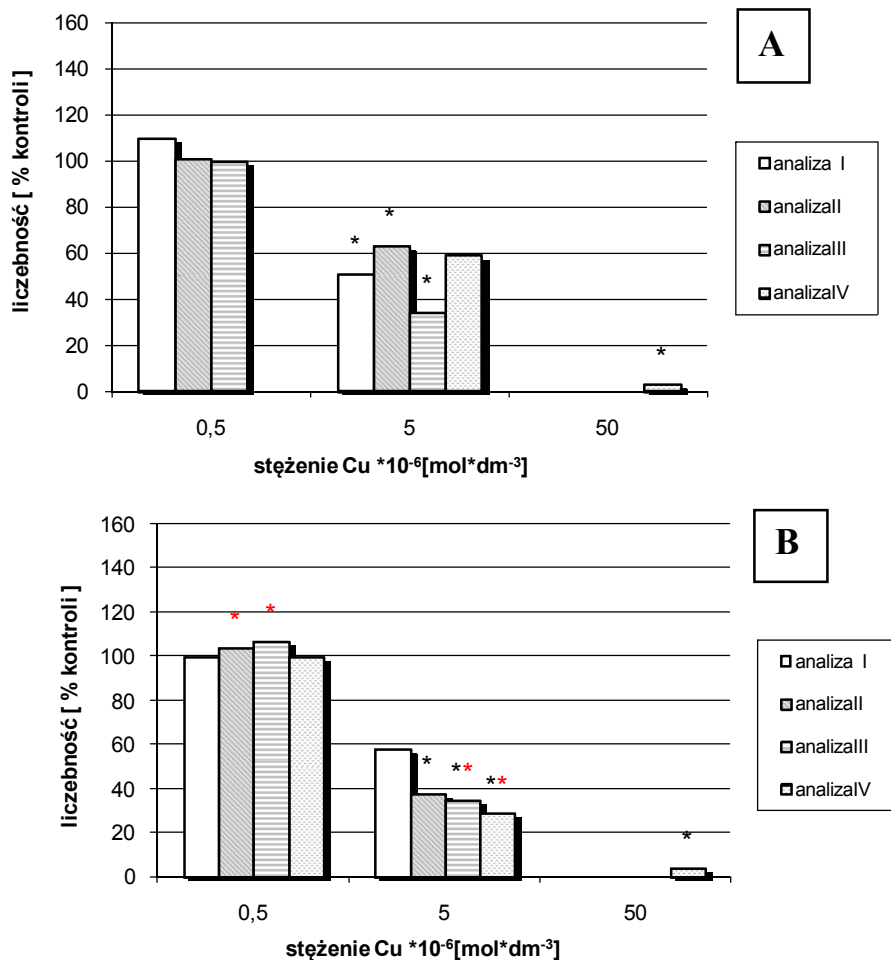 A
160
140
120
100
80
60
40
20
0
liczebność [ % kontroli ]
* * * *
0,5 5 50
stężenie Cu *10⁻⁶[mol*dm⁻³]
analiza I
analizaII
analizaIII
analizaIV
B
160
140
120
100
80
60
40
20
0
liczebność [ % kontroli ]
* * * ** ** *
0,5 5 50
stężenie Cu *10⁻⁶[mol*dm⁻³]
analiza I
analizaII
analizaIII
analizaIV